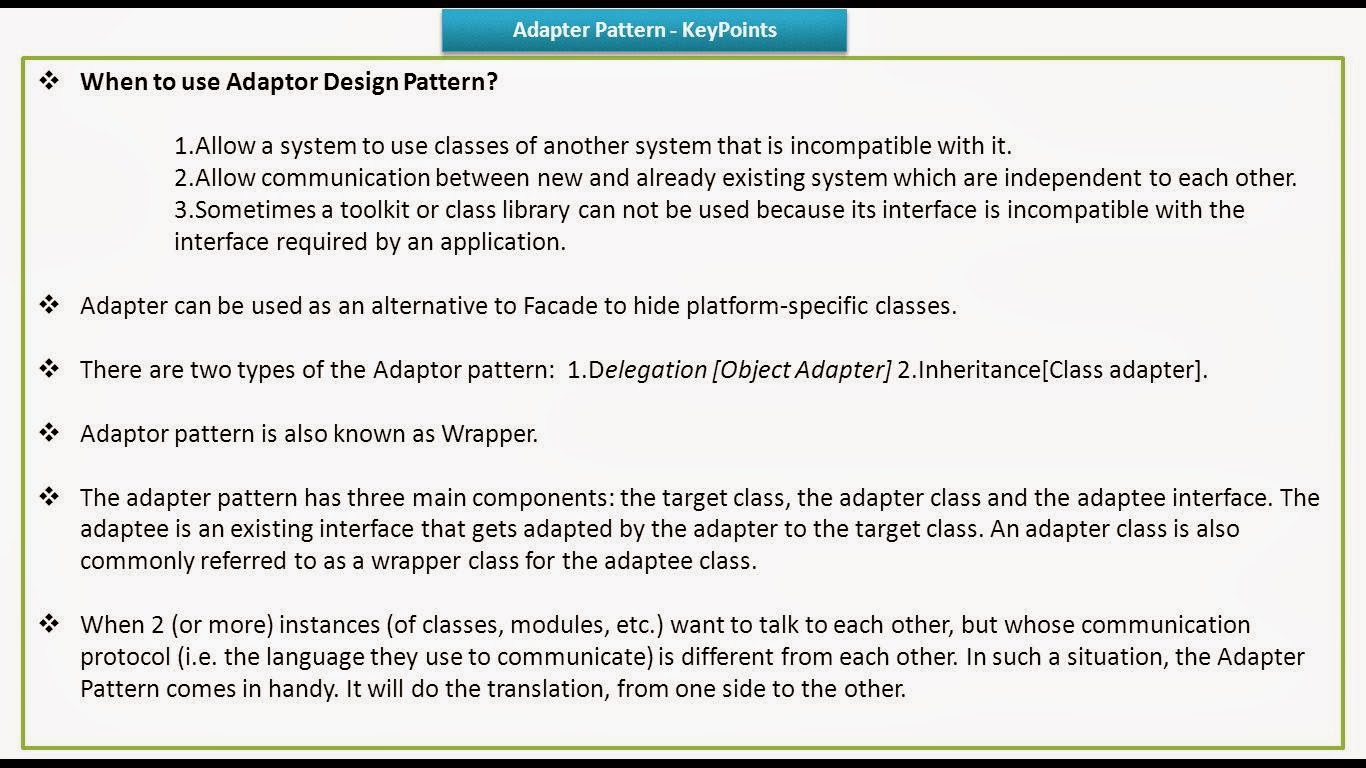 Adapter Pattern - KeyPoints
❖ When to use Adaptor Design Pattern?
1.Allow a system to use classes of another system that is incompatible with it.
2.Allow communication between new and already existing system which are independent to each other.
3.Sometimes a toolkit or class library can not be used because its interface is incompatible with the
interface required by an application.
❖ Adapter can be used as an alternative to Facade to hide platform-specific classes.
❖ There are two types of the Adaptor pattern: 1.Delegation [Object Adapter] 2.Inheritance[Class adapter].
❖ Adaptor pattern is also known as Wrapper.
❖ The adapter pattern has three main components: the target class, the adapter class and the adaptee interface. The
adaptee is an existing interface that gets adapted by the adapter to the target class. An adapter class is also
commonly referred to as a wrapper class for the adaptee class.
❖ When 2 (or more) instances (of classes, modules, etc.) want to talk to each other, but whose communication
protocol (i.e. the language they use to communicate) is different from each other. In such a situation, the Adapter
Pattern comes in handy. It will do the translation, from one side to the other.